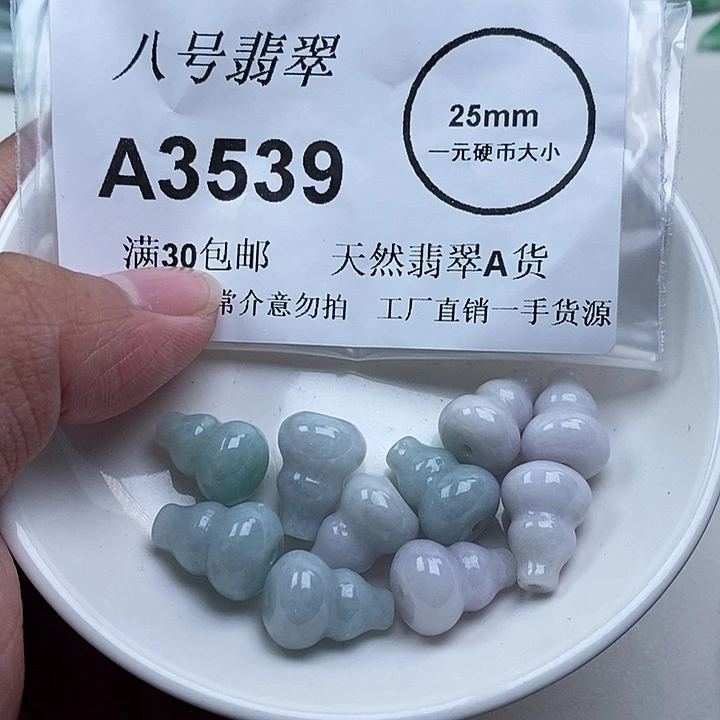 八号翡翠
25mm
一元硬币大小
A3539
满30包邮 天然翡翠A货
常介意勿拍 工厂直销一手货源